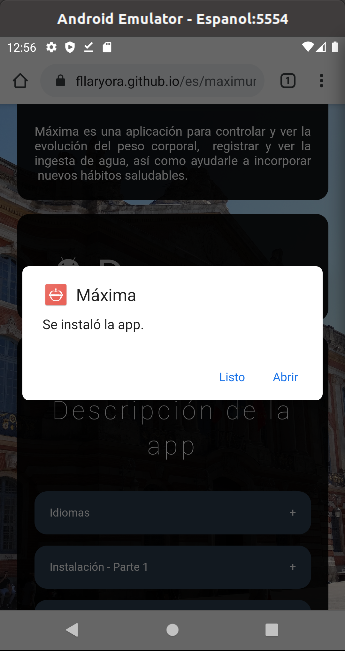 Android Emulator - Espanol:5554
12:56
fllaryora.github.io/es/maximur
1
Máxima es una aplicación para controlar y ver la
evolución del peso corporal, registrar y ver la
ingesta de agua, así como ayudarle a incorporar
nuevos hábitos saludables.
Máxima
Se instaló la app.
Listo
Abrir
Descripción de la
app
Idiomas +
Instalación - Parte 1 +